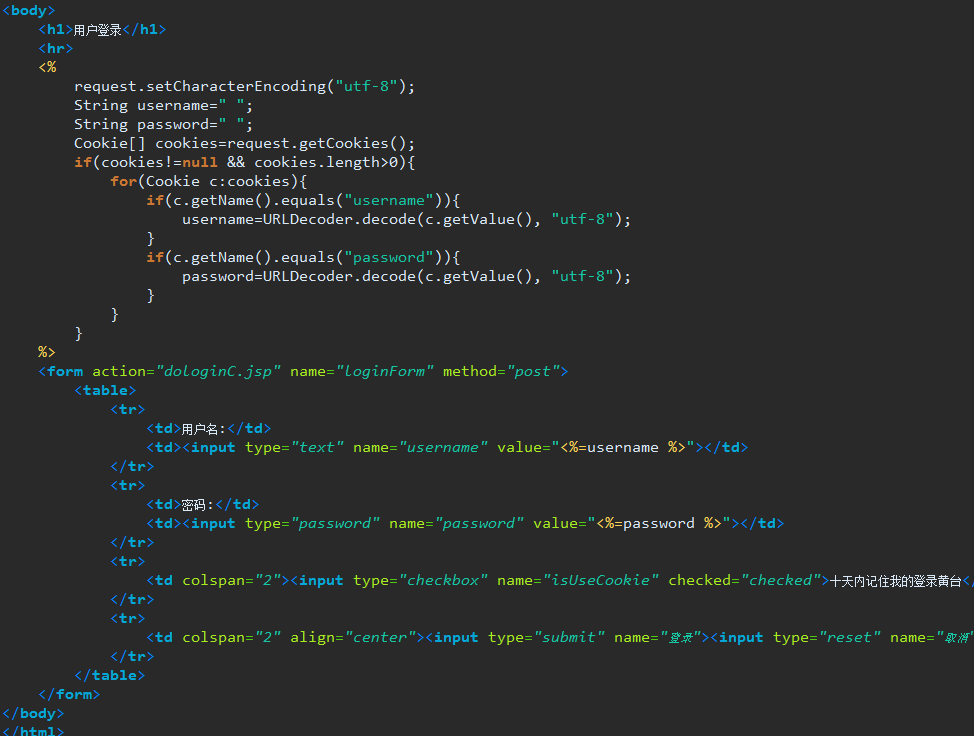 <body>
<h1>用户登录</h1>
<hr>
<%
request.setCharacterEncoding("utf-8");
String username=" ";
String password=" ";
Cookie[] cookies=request.getCookies();
if(cookies!=null && cookies.length>0){
for(Cookie c:cookies){
if(c.getName().equals("username")){
username=URLDecoder.decode(c.getValue(), "utf-8");
}
if(c.getName().equals("password")){
password=URLDecoder.decode(c.getValue(), "utf-8");
}
}
}
%>
<form action="dologinC.jsp" name="loginForm" method="post">
<table>
<tr>
<td>用户名:</td>
<td><input type="text" name="username" value="<%=username %>"></td>
</tr>
<tr>
<td>密码:</td>
<td><input type="password" name="password" value="<%=password %>"></td>
</tr>
<tr>
<td colspan="2"><input type="checkbox" name="isUseCookie" checked="checked">十天内记住我的登录黄台</
</tr>
<tr>
<td colspan="2" align="center"><input type="submit" name="登录"><input type="reset" name="取消"
</tr>
</table>
</form>
</body>
</html>